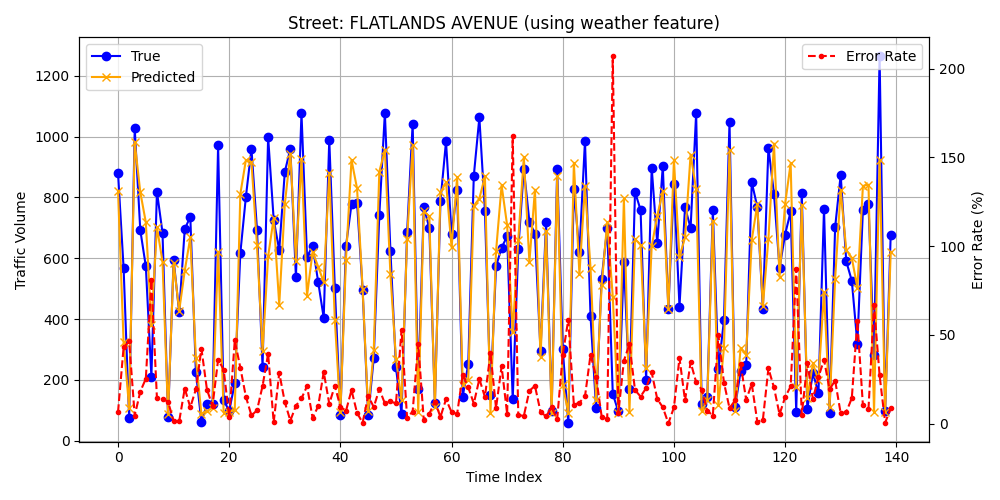 Street: FLATLANDS AVENUE (using weather feature)
True
Predicted
Error Rate
1200
1000
800
600
400
200
0
Traffic Volume
200
150
100
50
0
Error Rate (%)
0 20 40 60 80 100 120 140
Time Index